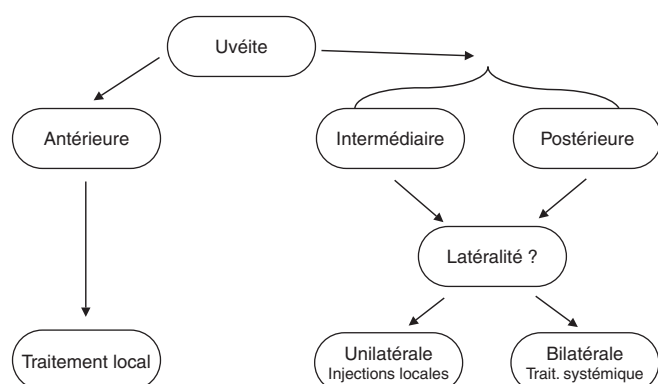 Uvéite
Antérieure
Intermédiaire
Postérieure
Latéralité ?
Traitement local
Unilatérale
Injections locales
Bilatérale
Trait. systémique